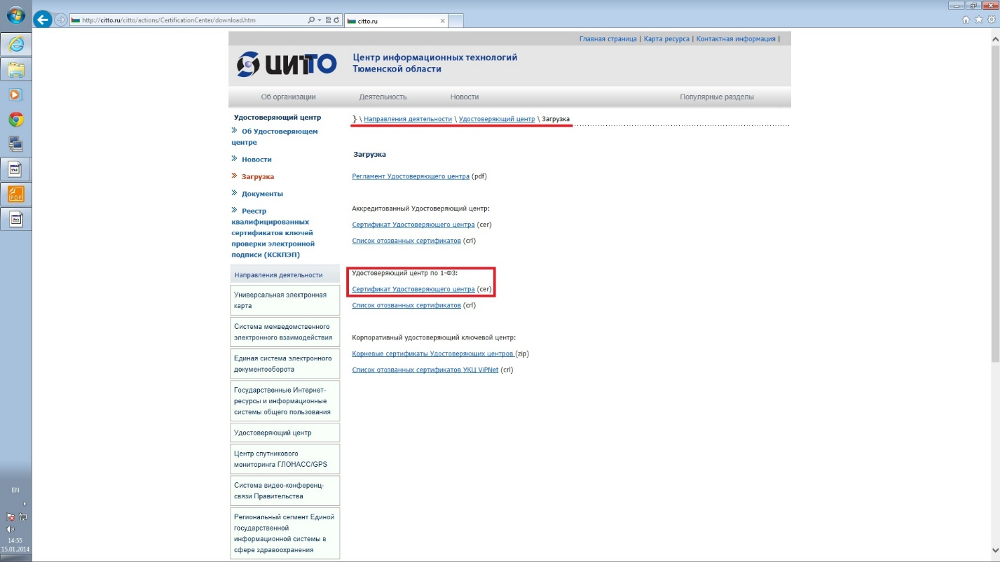 http://citto.ru/citto/actions/CertificationCenter/download.htm
citto.ru
Главная страница | Карта ресурса | Контактная информация |
ЦИТТО
Центр информационных технологий
Тюменской области
Об организации
Деятельность
Новости
Популярные разделы
Удостоверяющий центр
Об Удостоверяющем
центре
Новости
Загрузка
Документы
Реестр
квалифицированных
сертификатов ключей
проверки электронной
подписи (КСКПЭП)
Направления деятельности
Универсальная электронная
карта
Система межведомственного
электронного взаимодействия
Единая система электронного
документооборота
Государственные Интернет-
ресурсы и информационные
системы общего пользования
Удостоверяющий центр
Центр спутникового
мониторинга ГЛОНАСС/GPS
Система видео-конференц-
связи Правительства
Региональный сегмент Единой
государственной
информационной системы в
сфере здравоохранения
} \ Направления деятельности \ Удостоверяющий центр \ Загрузка
Загрузка
Регламент Удостоверяющего центра (pdf)
Аккредитованный Удостоверяющий центр:
Сертификат Удостоверяющего центра (cer)
Список отозванных сертификатов (crl)
Удостоверяющий центр по 1-ФЗ:
Сертификат Удостоверяющего центра (cer)
Список отозванных сертификатов (crl)
Корпоративный удостоверяющий ключевой центр:
Корневые сертификаты Удостоверяющих центров (zip)
Список отозванных сертификатов УКЦ ViPNet (crl)
PDF
EN
14:55
15.01.2014